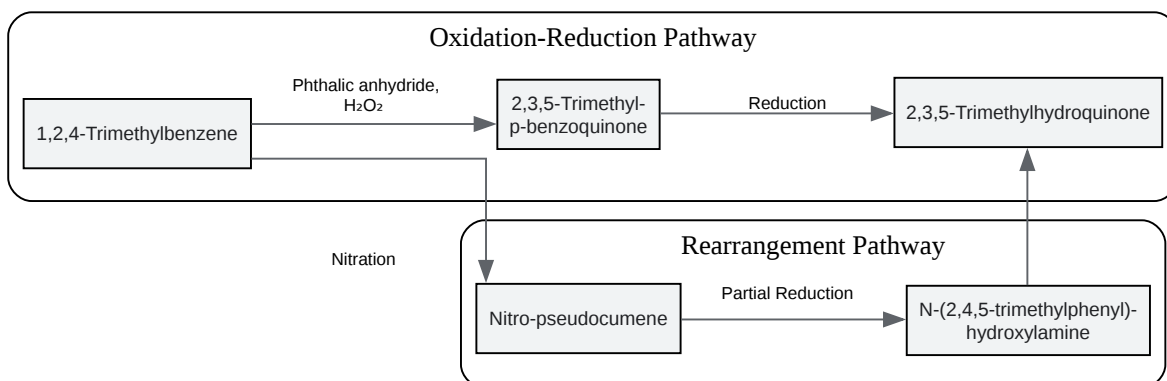 Oxidation-Reduction Pathway
Phthalic anhydride,
H₂O₂
1,2,4-Trimethylbenzene
2,3,5-Trimethyl-
p-benzoquinone
Reduction
2,3,5-Trimethylhydroquinone
Rearrangement Pathway
Nitration
Nitro-pseudocumene
Partial Reduction
N-(2,4,5-trimethylphenyl)-
hydroxylamine